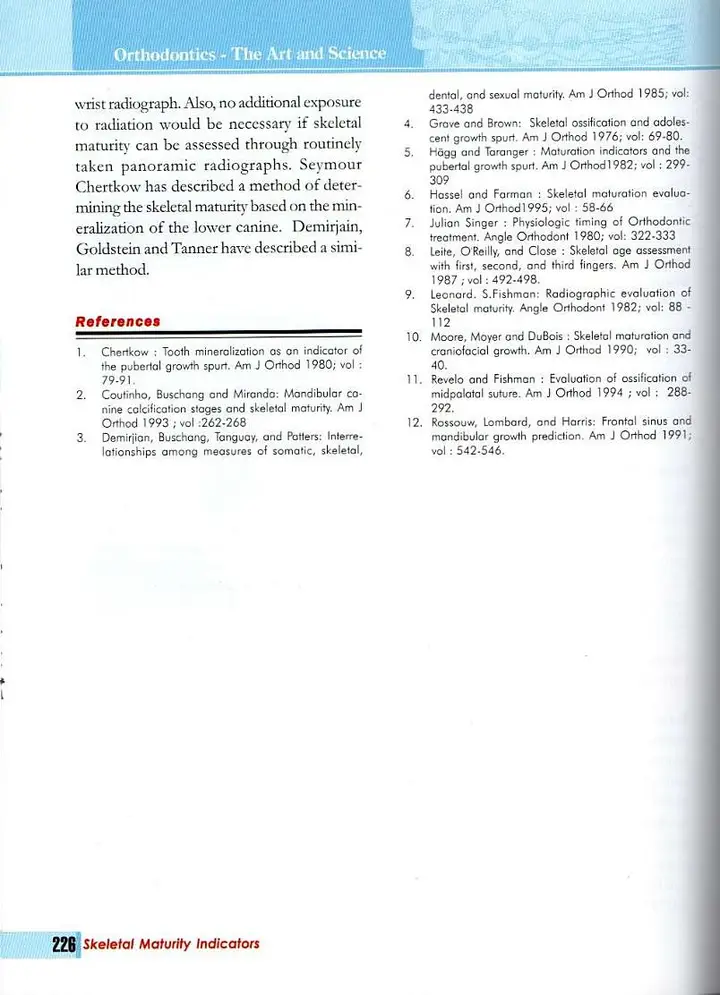 Orthodontics - The Art and Science
wrist radiograph. Also, no additional exposure
to radiation would be necessary if skeletal
maturity can be assessed through routinely
taken panoramic radiographs. Seymour
Chertkow has described a method of deter-
mining the skeletal maturity based on the min-
eralization of the lower canine. Demirjain,
Goldstein and Tanner have described a simi-
lar method.
References
1. Chertkow : Tooth mineralization as an indicator of
the pubertal growth spurt. Am J Orthod 1980; vol :
79-91.
2. Coutinho, Buschang and Miranda: Mandibular ca-
nine calcification stages and skeletal maturity. Am J
Orthod 1993 ; vol :262-268
3. Demirjian, Buschang, Tanguay, and Patters: Interre-
lationships among measures of somatic, skeletal,
dental, and sexual maturity. Am J Orthod 1985; vol:
433-438
4. Grave and Brown: Skeletal ossification and adoles-
cent growth spurt. Am J Orthod 1976; vol: 69-80.
5. Hägg and Taranger : Maturation indicators and the
pubertal growth spurt. Am J Orthod1982; vol : 299-
309
6. Hassel and Farman : Skeletal maturation evalua-
tion. Am J Orthod1995; vol : 58-66
7. Julian Singer : Physiologic timing of Orthodontic
treatment. Angle Orthodont 1980; vol: 322-333
8. Leite, O'Reilly, and Close : Skeletal age assessment
with first, second, and third fingers. Am J Orthod
1987 ; vol : 492-498.
9. Leonard. S.Fishman: Radiographic evaluation of
Skeletal maturity. Angle Orthodont 1982; vol: 88 -
112
10. Moore, Moyer and DuBois : Skeletal maturation and
craniofacial growth. Am J Orthod 1990; vol : 33-
40.
11. Revelo and Fishman : Evaluation of ossification of
midpalatal suture. Am J Orthod 1994 ; vol : 288-
292.
12. Rossouw, Lombard, and Harris: Frontal sinus and
mandibular growth prediction. Am J Orthod 1991;
vol : 542-546.
226 Skeletal Maturity Indicators